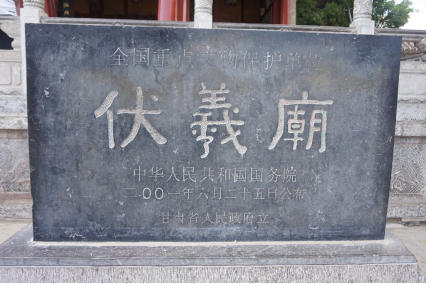 全国重点文物保护单位
伏羲廟
中华人民共和国国务院
二〇〇一年六月二十五日公布
甘肃省人民政府立